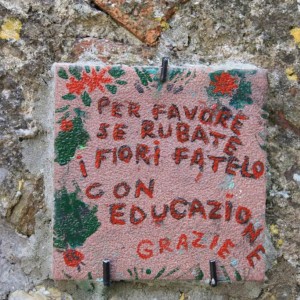 PER FAVORE
SE RUBATE
i FIORI FATELO
CON
EDUCAZIONE
GRAZIE